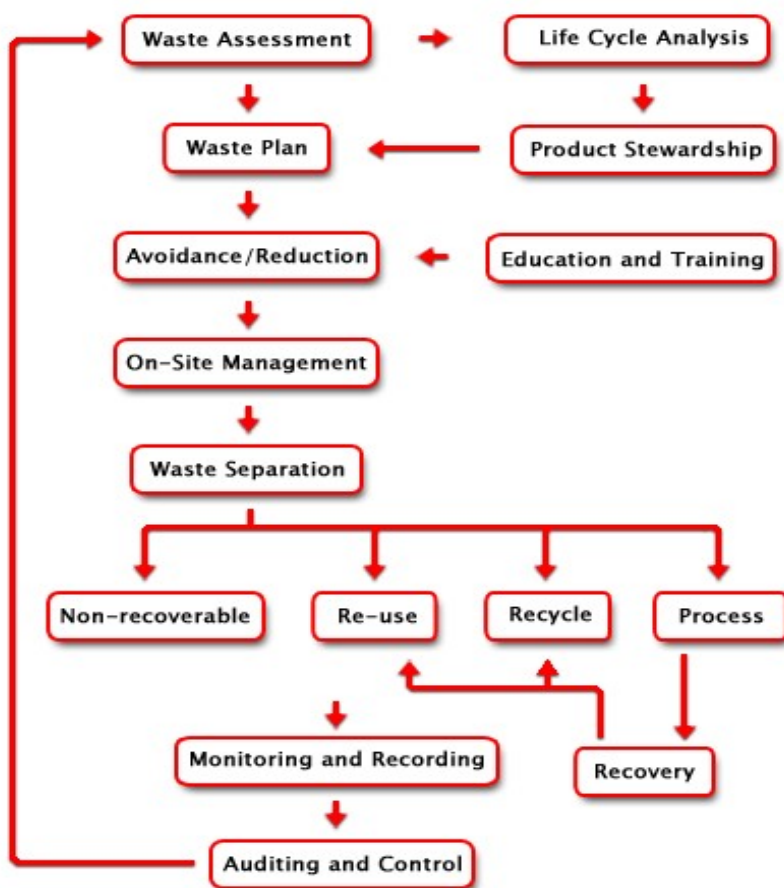 Waste Assessment
Life Cycle Analysis
Waste Plan
Product Stewardship
Avoidance/Reduction
Education and Training
On-Site Management
Waste Separation
Non-recoverable
Re-use
Recycle
Process
Monitoring and Recording
Recovery
Auditing and Control